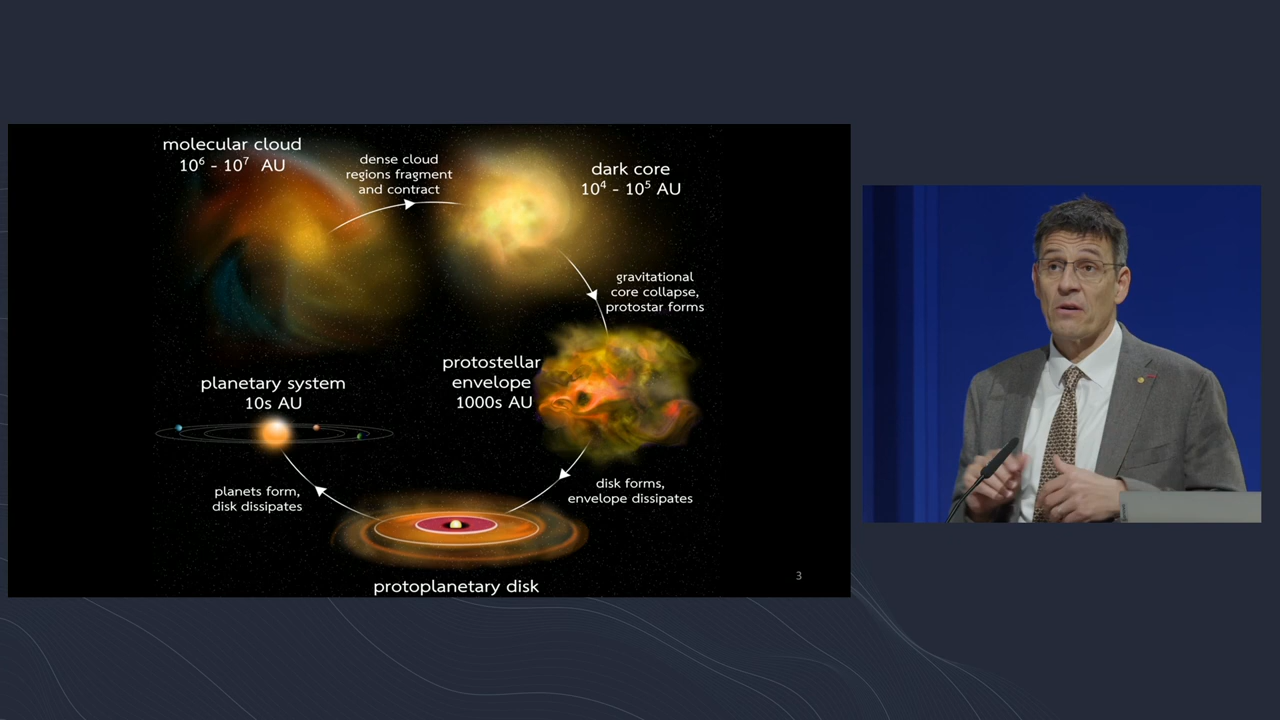 molecular cloud
10⁶ - 10⁷ AU
dense cloud
regions fragment
and contract
dark core
10⁴ - 10⁵ AU
gravitational
core collapse,
protostar forms
protostellar
envelope
1000s AU
disk forms,
envelope dissipates
protoplanetary disk
planets form,
disk dissipates
planetary system
10s AU
3